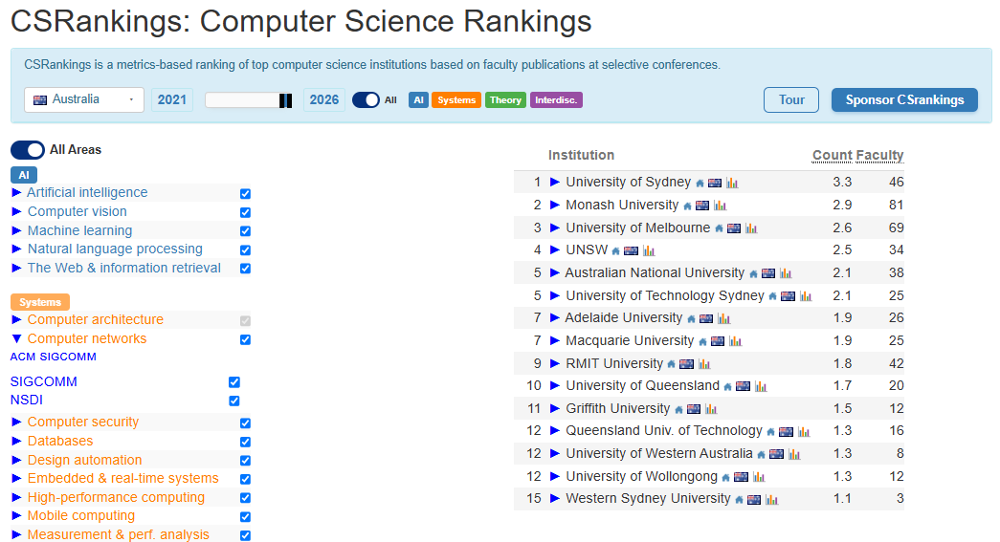 CSRankings: Computer Science Rankings
CSRankings is a metrics-based ranking of top computer science institutions based on faculty publications at selective conferences.
Australia 2021 2026 All AI Systems Theory Interdisc. Tour Sponsor CSrankings
All Areas
AI
Artificial intelligence
Computer vision
Machine learning
Natural language processing
The Web & information retrieval
Systems
Computer architecture
Computer networks
ACM SIGCOMM
SIGCOMM
NSDI
Computer security
Databases
Design automation
Embedded & real-time systems
High-performance computing
Mobile computing
Measurement & perf. analysis
Institution Count Faculty
1 University of Sydney 3.3 46
2 Monash University 2.9 81
3 University of Melbourne 2.6 69
4 UNSW 2.5 34
5 Australian National University 2.1 38
5 University of Technology Sydney 2.1 25
7 Adelaide University 1.9 26
7 Macquarie University 1.9 25
9 RMIT University 1.8 42
10 University of Queensland 1.7 20
11 Griffith University 1.5 12
12 Queensland Univ. of Technology 1.3 16
12 University of Western Australia 1.3 8
12 University of Wollongong 1.3 12
15 Western Sydney University 1.1 3